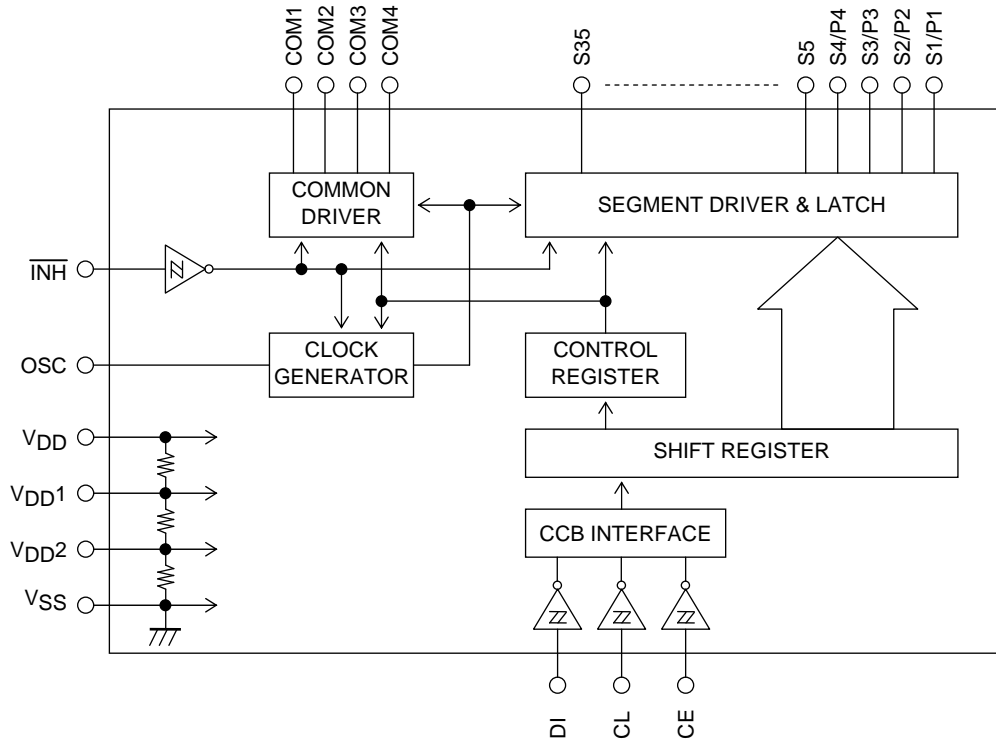 COM1
COM2
COM3
COM4
S35
S5
S4/P4
S3/P3
S2/P2
S1/P1
COMMON
DRIVER
SEGMENT DRIVER & LATCH
INH
OSC
CLOCK
GENERATOR
CONTROL
REGISTER
VDD
SHIFT REGISTER
VDD1
CCB INTERFACE
VDD2
VSS
DI
CL
CE